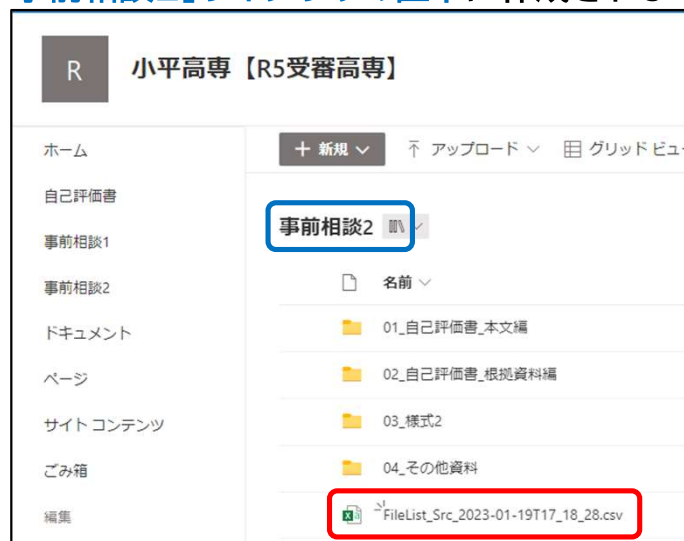 R 小平高専【R5受審高専】
ホーム
自己評価書
事前相談1
事前相談2
ドキュメント
ページ
サイト コンテンツ
ごみ箱
編集
＋ 新規 アップロード グリッド ビュ
事前相談2
名前
01_自己評価書_本文編
02_自己評価書_根拠資料編
03_様式2
04_その他資料
FileList_Src_2023-01-19T17_18_28.csv